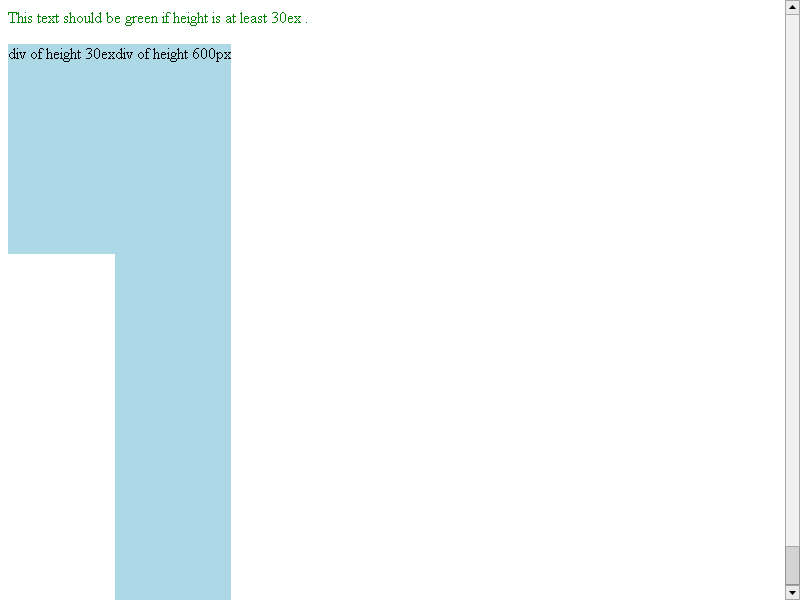 This text should be green if height is at least 30ex .
div of height 30exdiv of height 600px